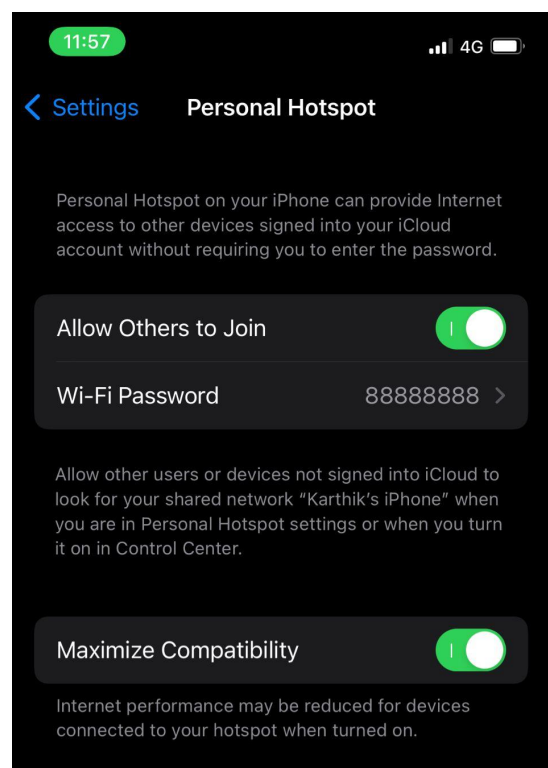 11:57
4G
Settings Personal Hotspot
Personal Hotspot on your iPhone can provide Internet
access to other devices signed into your iCloud
account without requiring you to enter the password.
Allow Others to Join
Wi-Fi Password 88888888
Allow other users or devices not signed into iCloud to
look for your shared network “Karthik’s iPhone” when
you are in Personal Hotspot settings or when you turn
it on in Control Center.
Maximize Compatibility
Internet performance may be reduced for devices
connected to your hotspot when turned on.